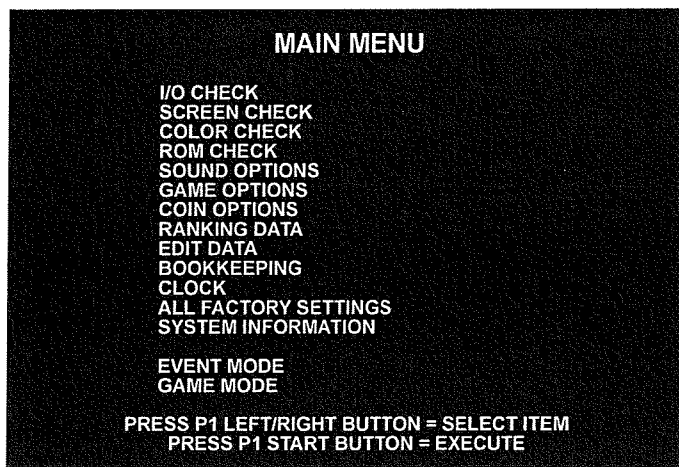 MAIN MENU
I/O CHECK
SCREEN CHECK
COLOR CHECK
ROM CHECK
SOUND OPTIONS
GAME OPTIONS
COIN OPTIONS
RANKING DATA
EDIT DATA
BOOKKEEPING
CLOCK
ALL FACTORY SETTINGS
SYSTEM INFORMATION
EVENT MODE
GAME MODE
PRESS P1 LEFT/RIGHT BUTTON = SELECT ITEM
PRESS P1 START BUTTON = EXECUTE